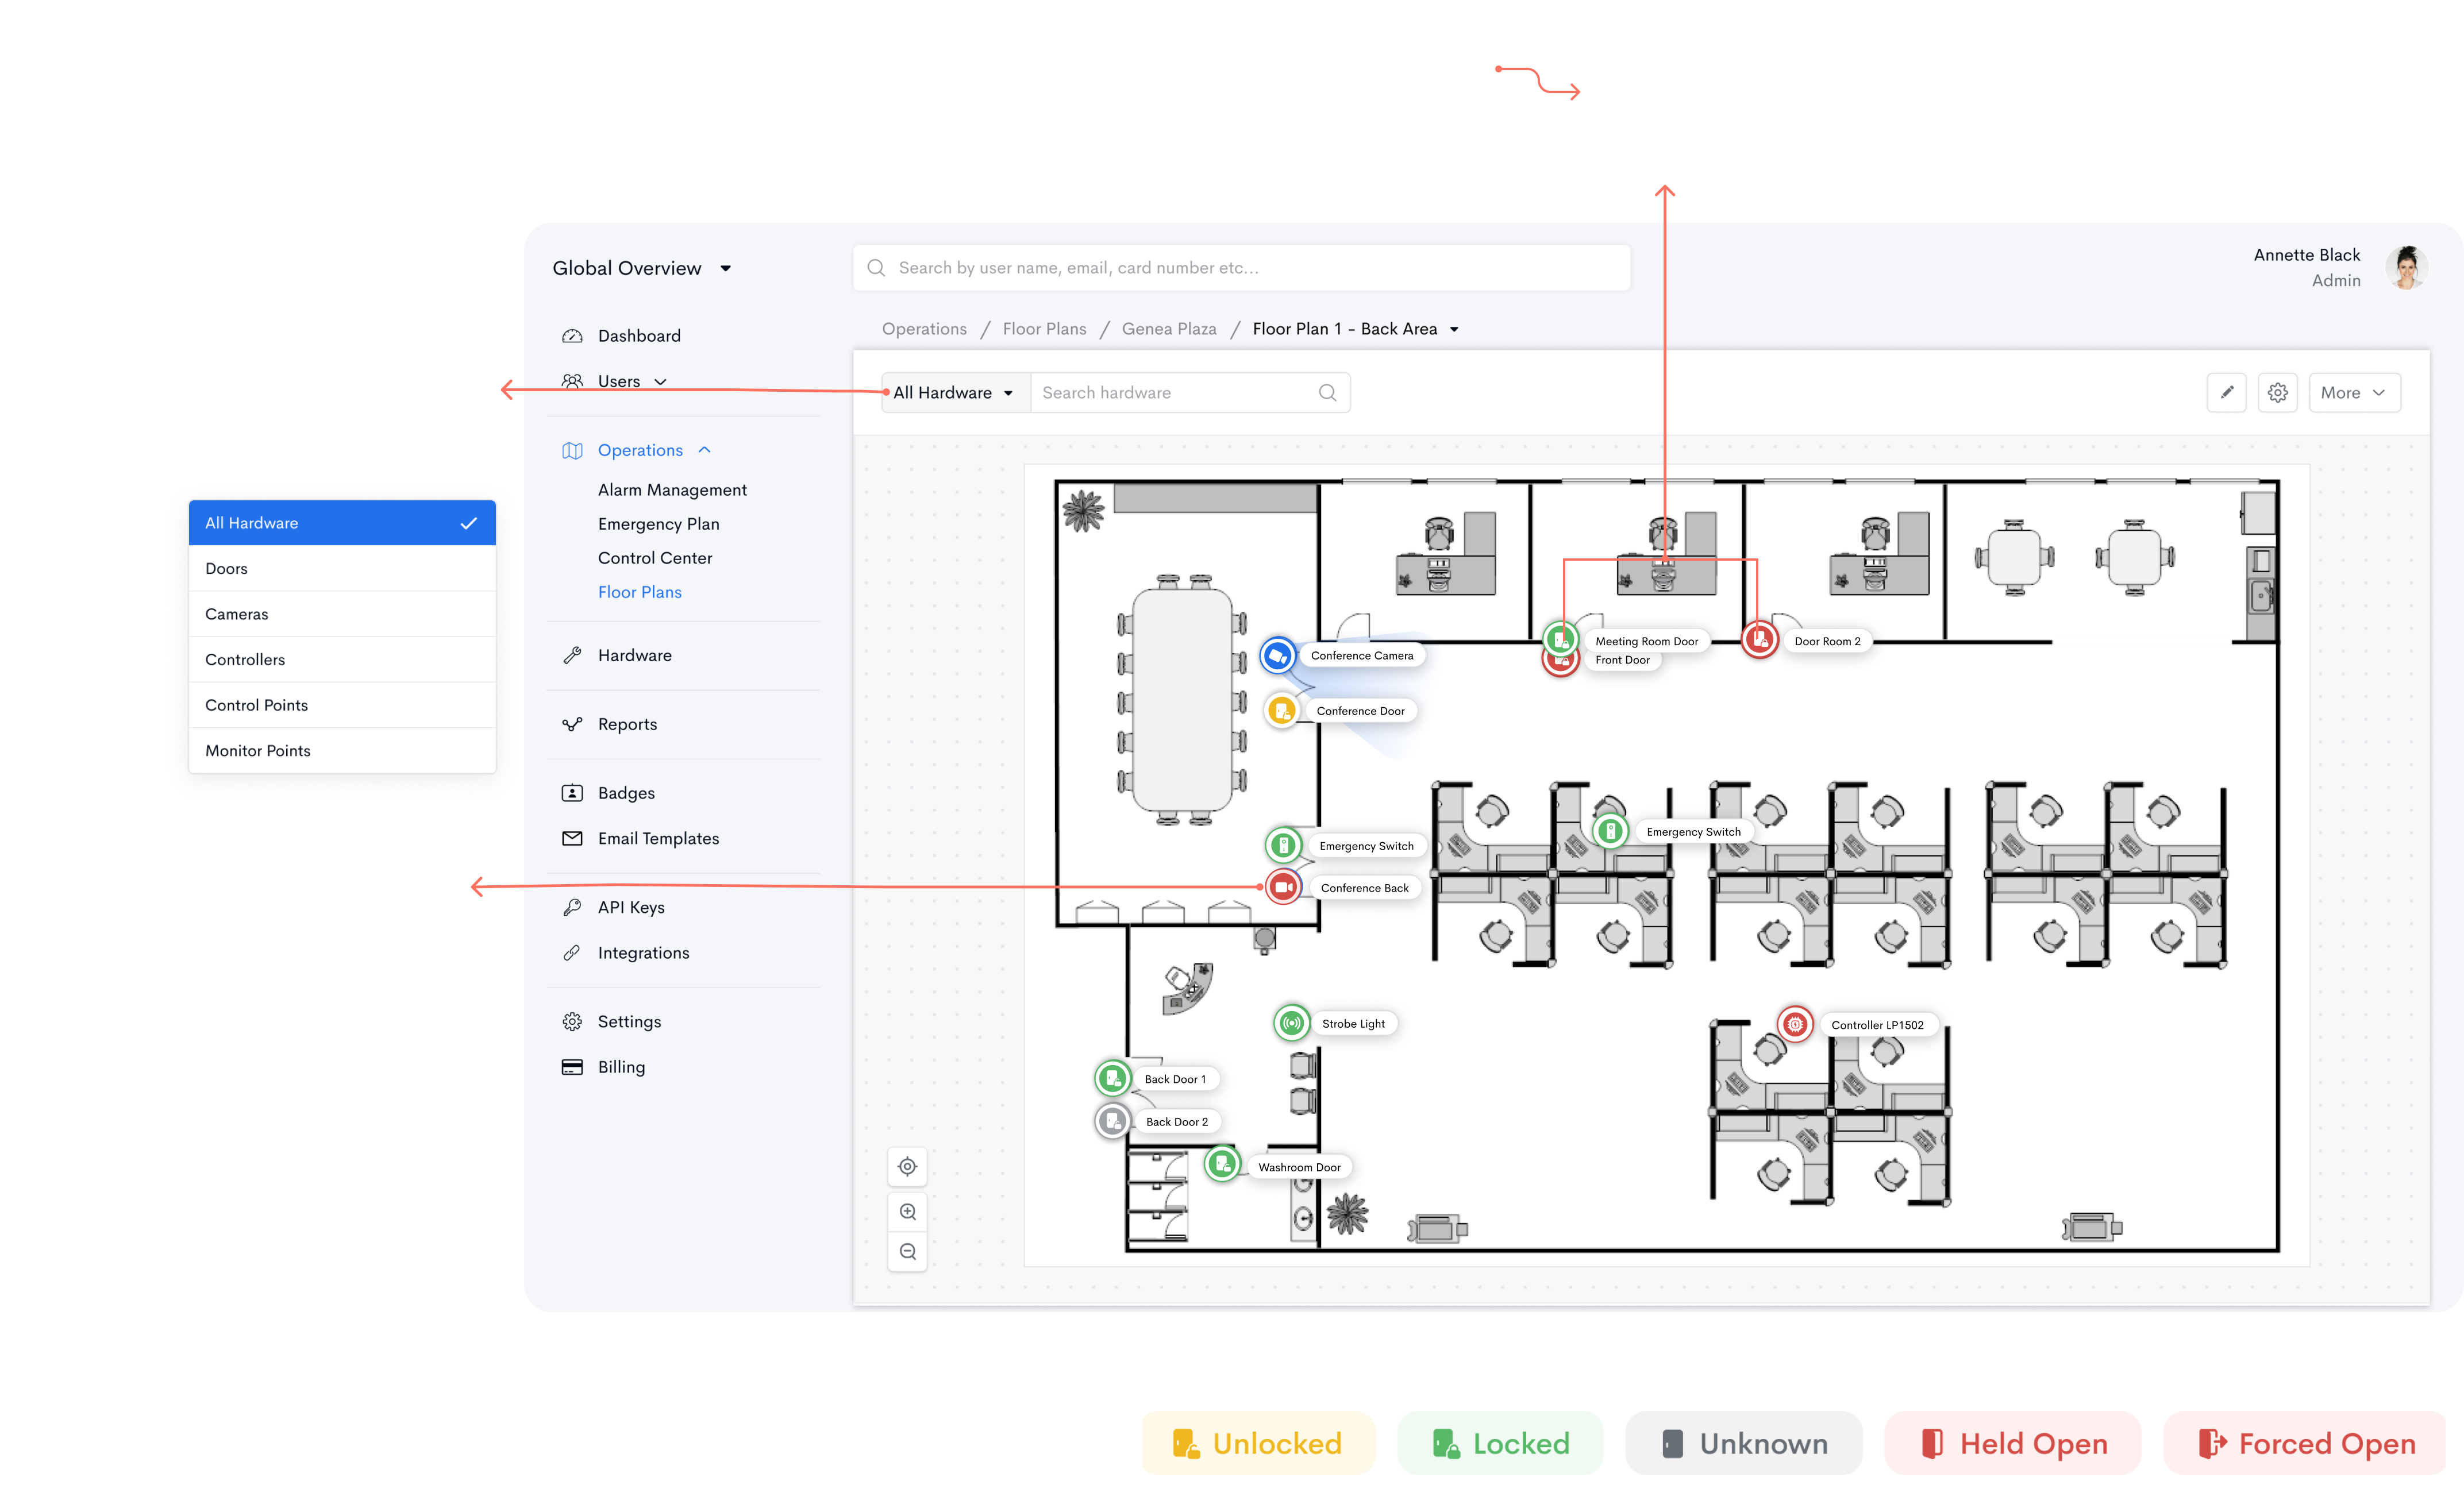 Global Overview
Search by user name, email, card number etc...
Annette Black
Admin
Dashboard
Users
Operations
Alarm Management
Emergency Plan
Control Center
Floor Plans
Hardware
Reports
Badges
Email Templates
API Keys
Integrations
Settings
Billing
All Hardware
Doors
Cameras
Controllers
Control Points
Monitor Points
Operations / Floor Plans / Genea Plaza / Floor Plan 1 - Back Area
All Hardware
Search hardware
More
Conference Camera
Meeting Room Door
Front Door
Door Room 2
Conference Door
Emergency Switch
Emergency Switch
Conference Back
Strobe Light
Controller LP1502
Back Door 1
Back Door 2
Washroom Door
Unlocked
Locked
Unknown
Held Open
Forced Open